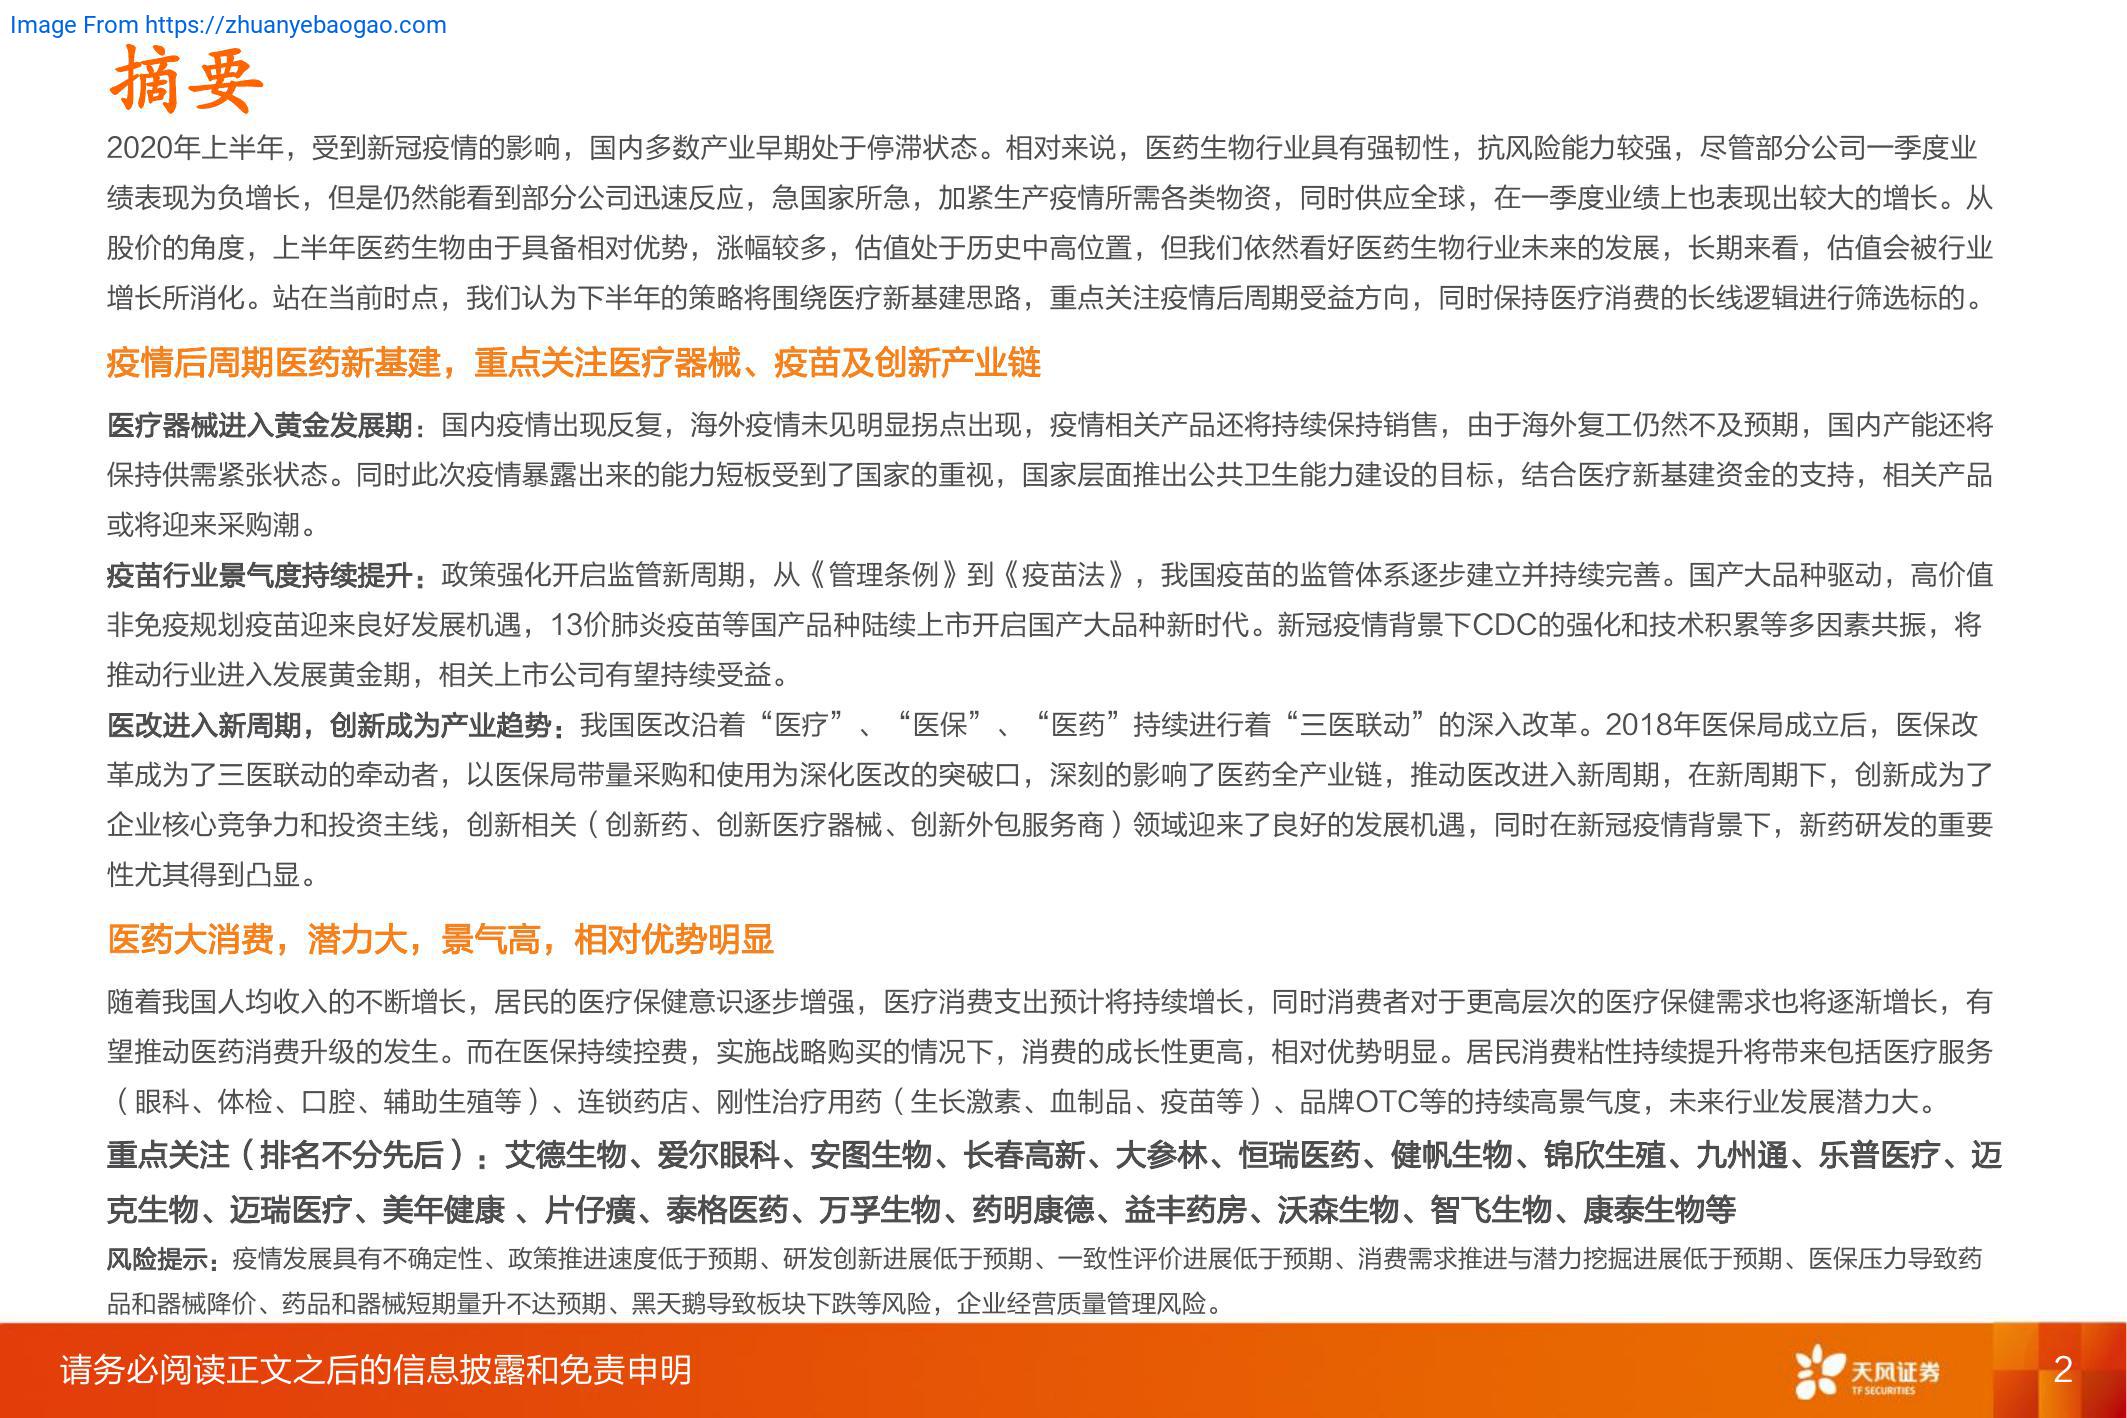 Image From https://zhuanyebaogao.com
摘要
2020年上半年，受到新冠疫情的影响，国内多数产业早期处于停滞状态。相对来说，医药生物行业具有强韧性，抗风险能力较强，尽管部分公司一季度业
绩表现为负增长，但是仍然能看到部分公司迅速反应，急国家所急，加紧生产疫情所需各类物资，同时供应全球，在一季度业绩上也表现出较大的增长。从
股价的角度，上半年医药生物由于具备相对优势，涨幅较多，估值处于历史中高位置，但我们依然看好医药生物行业未来的发展，长期来看，估值会被行业
增长所消化。站在当前时点，我们认为下半年的策略将围绕医疗新基建思路，重点关注疫情后周期受益方向，同时保持医疗消费的长线逻辑进行筛选标的。
疫情后周期医药新基建，重点关注医疗器械、疫苗及创新产业链
医疗器械进入黄金发展期：国内疫情出现反复，海外疫情未见明显拐点出现，疫情相关产品还将持续保持销售，由于海外复工仍然不及预期，国内产能还将
保持供需紧张状态。同时此次疫情暴露出来的能力短板受到了国家的重视，国家层面推出公共卫生能力建设的目标，结合医疗新基建资金的支持，相关产品
或将迎来采购潮。
疫苗行业景气度持续提升：政策强化开启监管新周期，从《管理条例》到《疫苗法》，我国疫苗的监管体系逐步建立并持续完善。国产大品种驱动，高价值
非免疫规划疫苗迎来良好发展机遇，13价肺炎疫苗等国产品种陆续上市开启国产大品种新时代。新冠疫情背景下CDC的强化和技术积累等多因素共振，将
推动行业进入发展黄金期，相关上市公司有望持续受益。
医改进入新周期，创新成为产业趋势：我国医改沿着“医疗”、“医保”、“医药”持续进行着“三医联动”的深入改革。2018年医保局成立后，医保改
革成为了三医联动的牵动者，以医保局带量采购和使用为深化医改的突破口，深刻的影响了医药全产业链，推动医改进入新周期，在新周期下，创新成为了
企业核心竞争力和投资主线，创新相关（创新药、创新医疗器械、创新外包服务商）领域迎来了良好的发展机遇，同时在新冠疫情背景下，新药研发的重要
性尤其得到凸显。
医药大消费，潜力大，景气高，相对优势明显
随着我国人均收入的不断增长，居民的医疗保健意识逐步增强，医疗消费支出预计将持续增长，同时消费者对于更高层次的医疗保健需求也将逐渐增长，有
望推动医药消费升级的发生。而在医保持续控费，实施战略购买的情况下，消费的成长性更高，相对优势明显。居民消费粘性持续提升将带来包括医疗服务
（眼科、体检、口腔、辅助生殖等）、连锁药店、刚性治疗用药（生长激素、血制品、疫苗等）、品牌OTC等的持续高景气度，未来行业发展潜力大。
重点关注（排名不分先后）：艾德生物、爱尔眼科、安图生物、长春高新、大参林、恒瑞医药、健帆生物、锦欣生殖、九州通、乐普医疗、迈
克生物、迈瑞医疗、美年健康 、片仔癀、泰格医药、万孚生物、药明康德、益丰药房、沃森生物、智飞生物、康泰生物等
风险提示：疫情发展具有不确定性、政策推进速度低于预期、研发创新进展低于预期、一致性评价进展低于预期、消费需求推进与潜力挖掘进展低于预期、医保压力导致药
品和器械降价、药品和器械短期量升不达预期、黑天鹅导致板块下跌等风险，企业经营质量管理风险。
请务必阅读正文之后的信息披露和免责申明
天风证券
TF SECURITIES
2